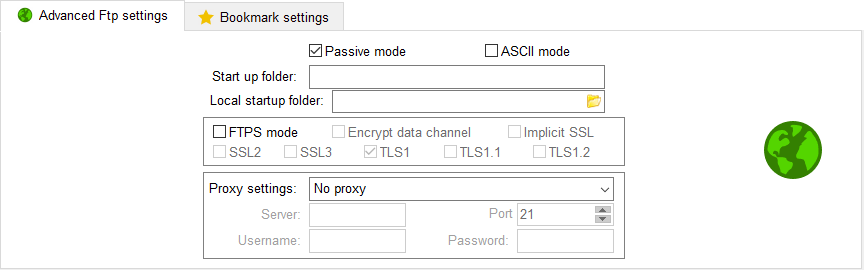 Advanced Ftp settings Bookmark settings
Passive mode ASCII mode
Start up folder:
Local startup folder:
FTPS mode Encrypt data channel Implicit SSL
SSL2 SSL3 TLS1 TLS1.1 TLS1.2
Proxy settings: No proxy
Server: Port 21
Username: Password: